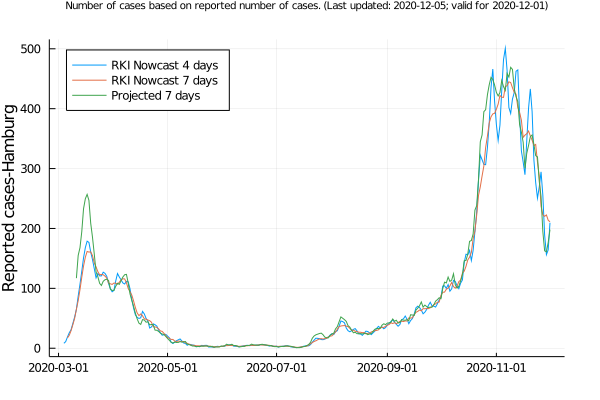 Number of cases based on reported number of cases. (Last updated: 2020-12-05; valid for 2020-12-01)
Reported cases-Hamburg
500
400
300
200
100
0
RKI Nowcast 4 days
RKI Nowcast 7 days
Projected 7 days
2020-03-01 2020-05-01 2020-07-01 2020-09-01 2020-11-01